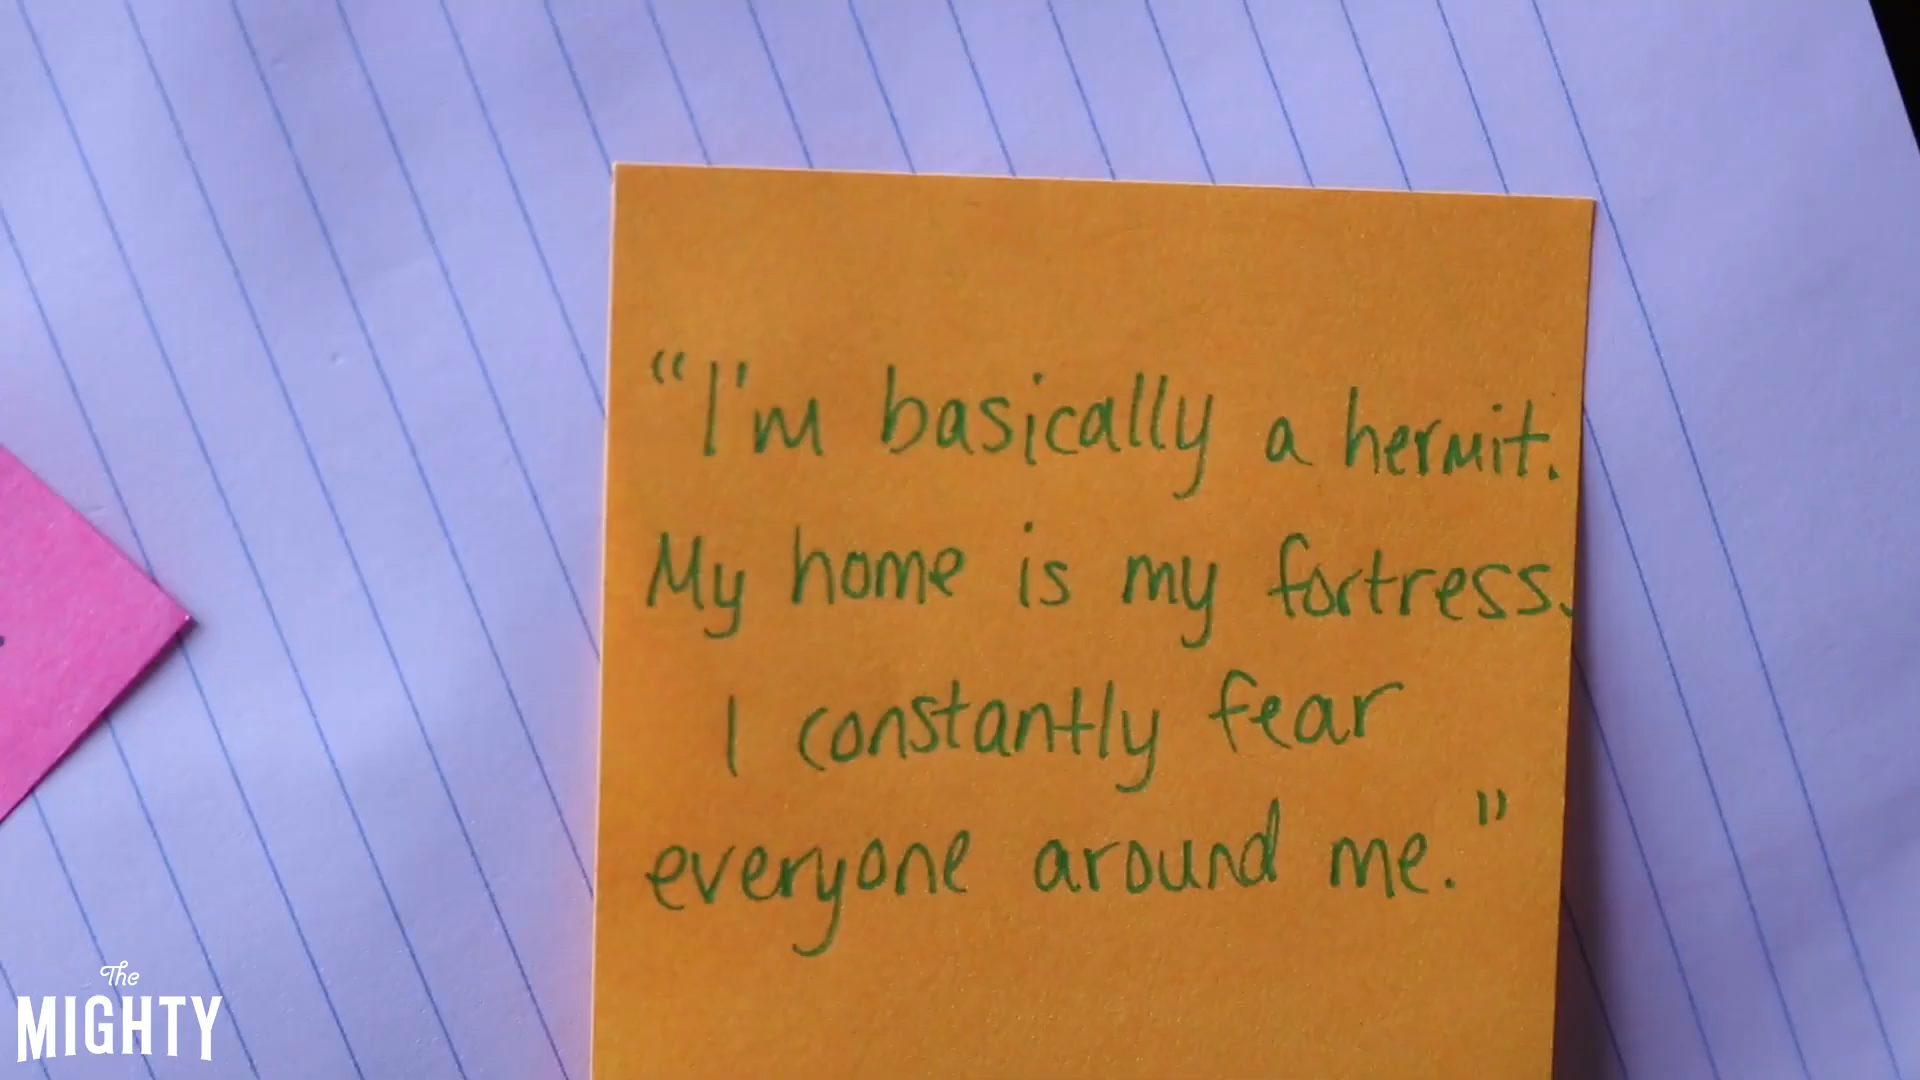 “I'm basically a hermit.
My home is my fortress.
I constantly fear
everyone around me.”
The
MIGHTY